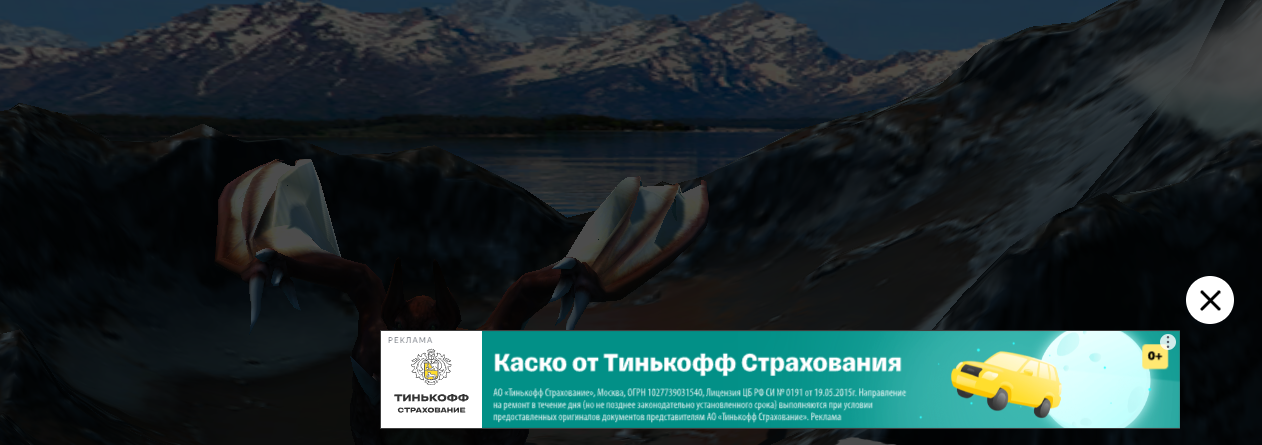 РЕКЛАМА
ТИНЬКОФФ
СТРАХОВАНИЕ
Каско от Тинькофф Страхования
АО «Тинькофф Страхование», Москва, ОГРН 1027739031540, Лицензия ЦБ РФ СИ № 0191 от 19.05.2015г. Направление
на ремонт в течение дня (но не позднее законодательно установленного срока) выполняются при условии
предоставленных оригиналов документов представителям АО «Тинькофф Страхование». Реклама
0+